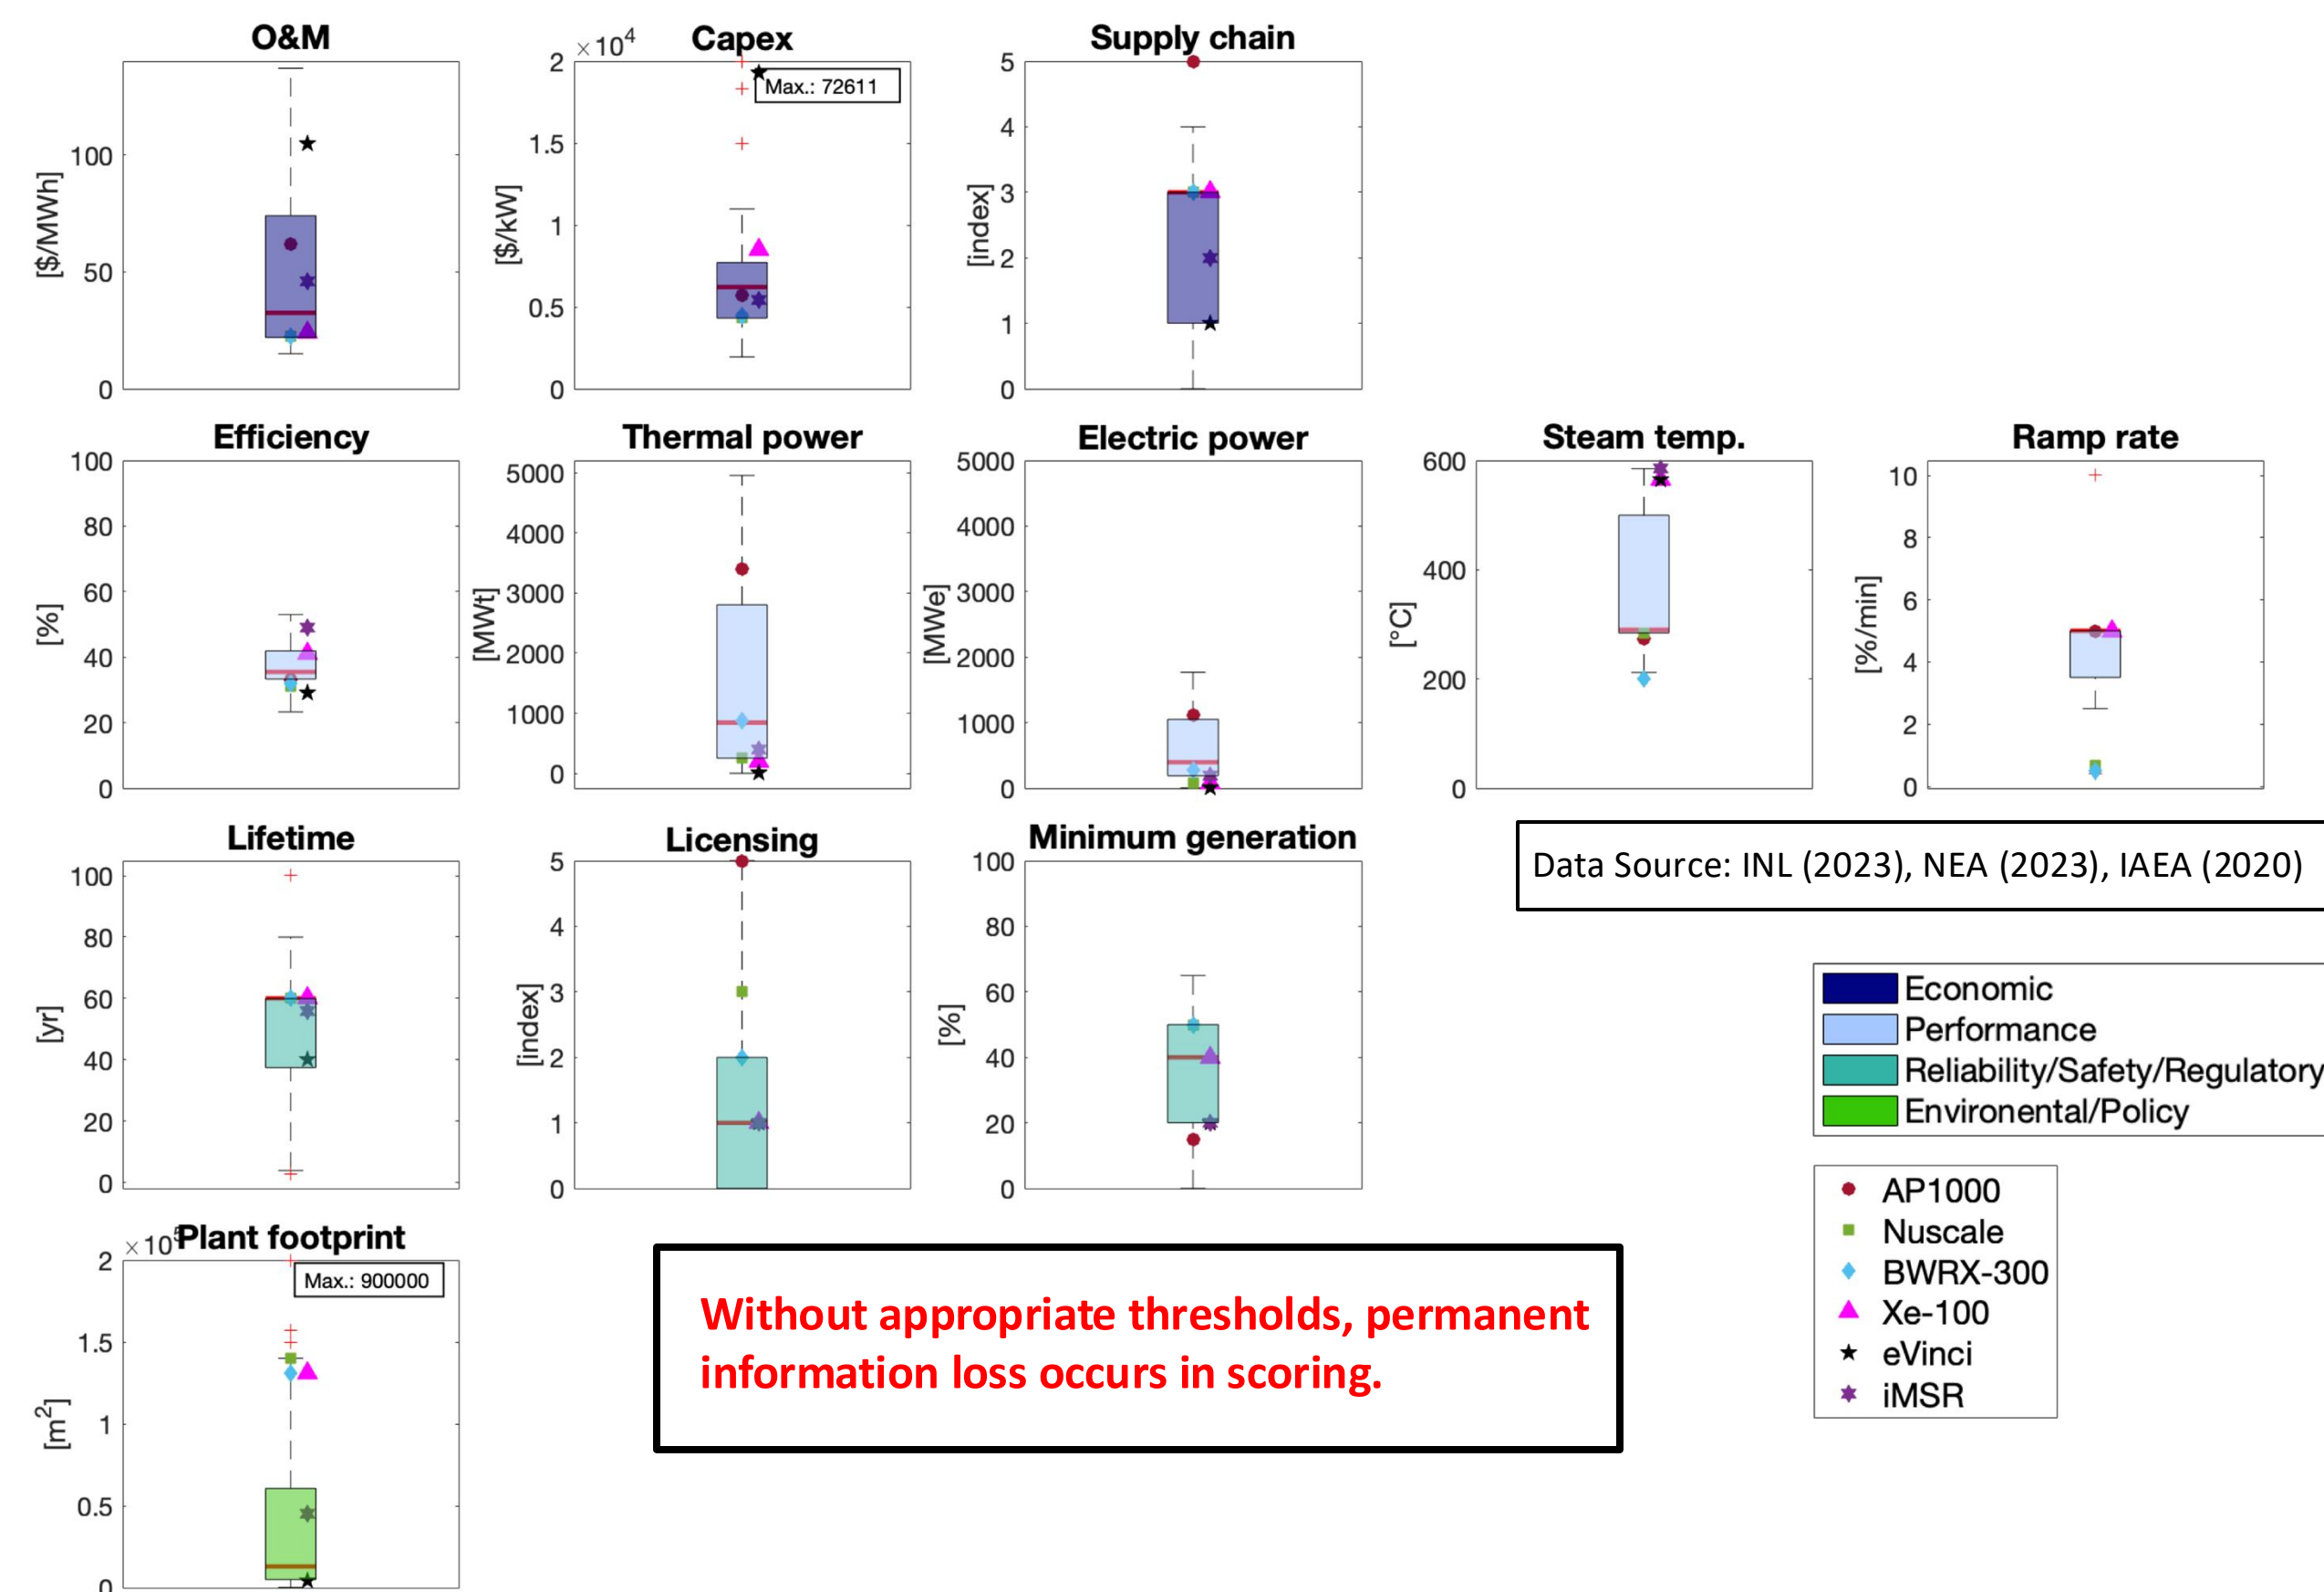 O&M
Capex
Supply chain
×10⁴
[$/MWh]
100
50
0
[$/kW]
2
1.5
1
0.5
0
Max.: 72611
[index]
5
4
3
2
1
0
Efficiency
Thermal power
Electric power
Steam temp.
Ramp rate
[%]
100
80
60
40
20
0
[MWt]
5000
4000
3000
2000
1000
0
[MWe]
5000
4000
3000
2000
1000
0
[°C]
600
400
200
0
[%/min]
10
8
6
4
2
0
Lifetime
Licensing
Minimum generation
[yr]
100
80
60
40
20
0
[index]
5
4
3
2
1
0
[%]
100
80
60
40
20
0
Data Source: INL (2023), NEA (2023), IAEA (2020)
Economic
Performance
Reliability/Safety/Regulatory
Environental/Policy
AP1000
Nuscale
BWRX-300
Xe-100
eVinci
iMSR
×10⁵
Plant footprint
[m²]
2
1.5
1
0.5
0
Max.: 900000
Without appropriate thresholds, permanent
information loss occurs in scoring.